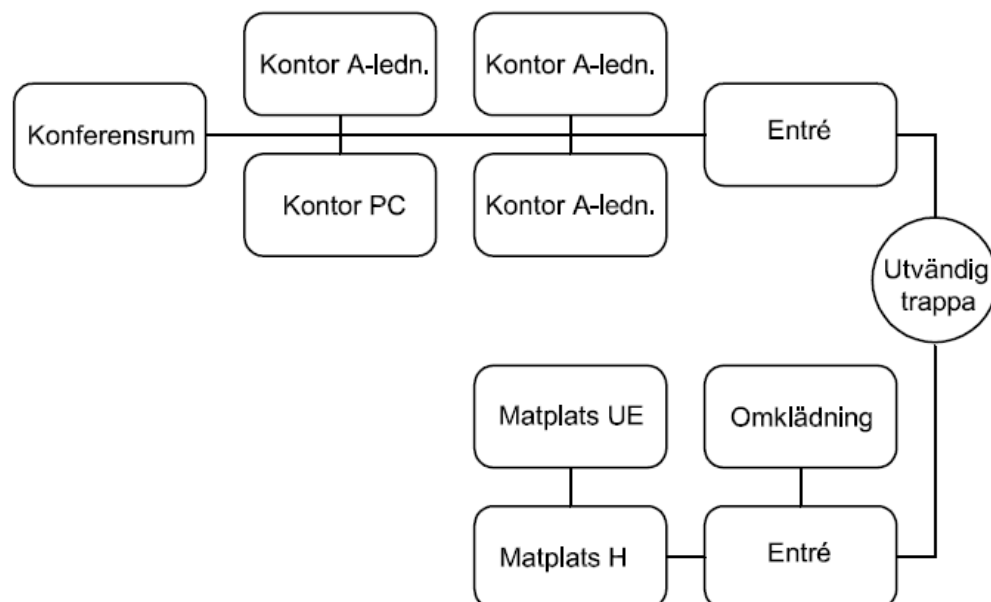 Kontor A-ledn.
Kontor A-ledn.
Konferensrum
Entré
Kontor PC
Kontor A-ledn.
Utvändig
trappa
Matplats UE
Omklädning
Matplats H
Entré